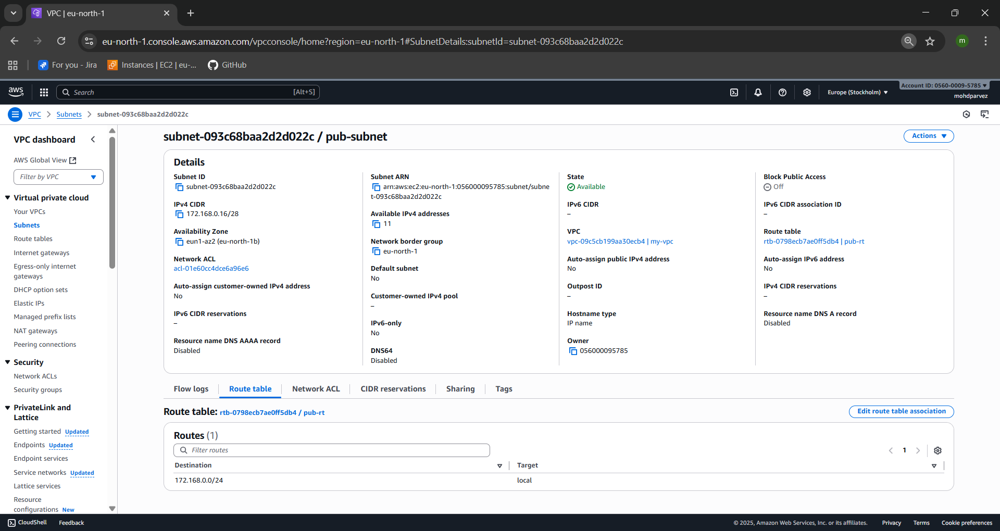 VPC | eu-north-1
eu-north-1.console.aws.amazon.com/vpcconsole/home?region=eu-north-1#SubnetDetails:subnetId=subnet-093c68baa2d2d022c
m
For you - Jira
Instances | EC2 | eu-...
GitHub
aws
Search
[Alt+S]
Europe (Stockholm)
Account ID: 0560-0009-5785
mohdparvez
VPC
Subnets
subnet-093c68baa2d2d022c
VPC dashboard
AWS Global View
Filter by VPC
Virtual private cloud
Your VPCs
Subnets
Route tables
Internet gateways
Egress-only internet
gateways
DHCP option sets
Elastic IPs
Managed prefix lists
NAT gateways
Peering connections
Security
Network ACLs
Security groups
PrivateLink and
Lattice
Getting started Updated
Endpoints Updated
Endpoint services
Service networks Updated
Lattice services
Resource
configurations New
subnet-093c68baa2d2d022c / pub-subnet
Actions
Details
Subnet ID
subnet-093c68baa2d2d022c
IPv4 CIDR
172.168.0.16/28
Availability Zone
eun1-az2 (eu-north-1b)
Network ACL
acl-01e60cc4dce6a96e6
Auto-assign customer-owned IPv4 address
No
IPv6 CIDR reservations
–
Resource name DNS AAAA record
Disabled
Subnet ARN
arn:aws:ec2:eu-north-1:056000095785:subnet/subne
t-093c68baa2d2d022c
Available IPv4 addresses
11
Network border group
eu-north-1
Default subnet
No
Customer-owned IPv4 pool
–
IPv6-only
No
DNS64
Disabled
State
Available
IPv6 CIDR
–
VPC
vpc-09c5cb199aa30ecb4 | my-vpc
Auto-assign public IPv4 address
No
Outpost ID
–
Hostname type
IP name
Owner
056000095785
Block Public Access
Off
IPv6 CIDR association ID
–
Route table
rtb-0798ecb7ae0ff5db4 | pub-rt
Auto-assign IPv6 address
No
IPv4 CIDR reservations
–
Resource name DNS A record
Disabled
Flow logs
Route table
Network ACL
CIDR reservations
Sharing
Tags
Route table: rtb-0798ecb7ae0ff5db4 / pub-rt
Edit route table association
Routes (1)
Filter routes
1
Destination
Target
172.168.0.0/24
local
CloudShell
Feedback
© 2025, Amazon Web Services, Inc. or its affiliates.
Privacy
Terms
Cookie preferences